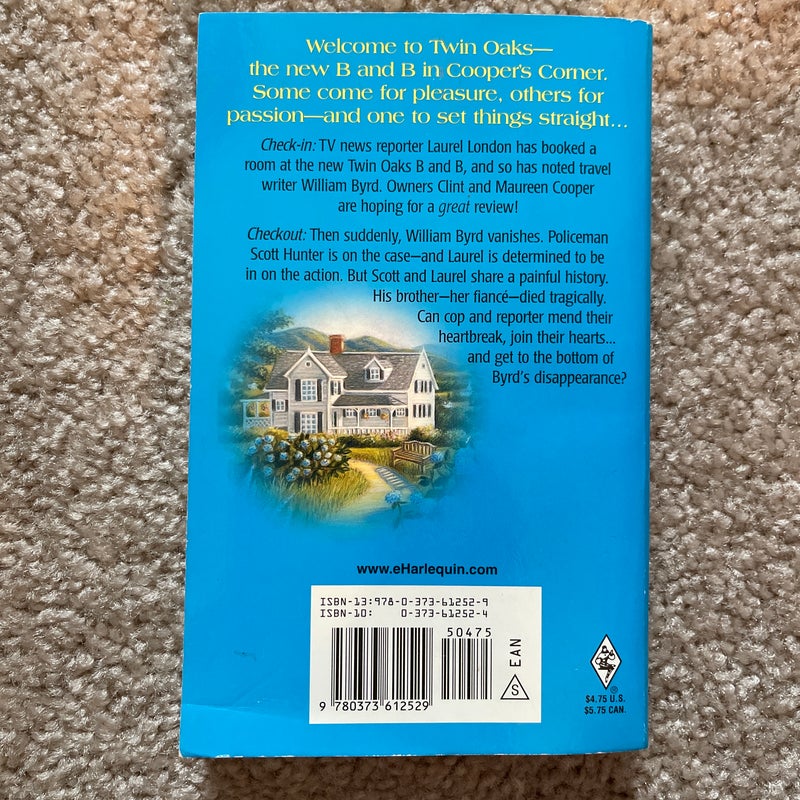 Welcome to Twin Oaks—
the new B and B in Cooper's Corner.
Some come for pleasure, others for
passion—and one to set things straight...
Check-in: TV news reporter Laurel London has booked a
room at the new Twin Oaks B and B, and so has noted travel
writer William Byrd. Owners Clint and Maureen Cooper
are hoping for a great review!
Checkout: Then suddenly, William Byrd vanishes. Policeman
Scott Hunter is on the case—and Laurel is determined to be
in on the action. But Scott and Laurel share a painful history.
His brother—her fiancé—died tragically.
Can cop and reporter mend their
heartbreak, join their hearts...
and get to the bottom of
Byrd's disappearance?
www.eHarlequin.com
ISBN-13:978-0-373-61252-9
ISBN-10: 0-373-61252-4
50475
EAN
S
9 780373 612529
®
$4.75 U.S.
$5.75 CAN.